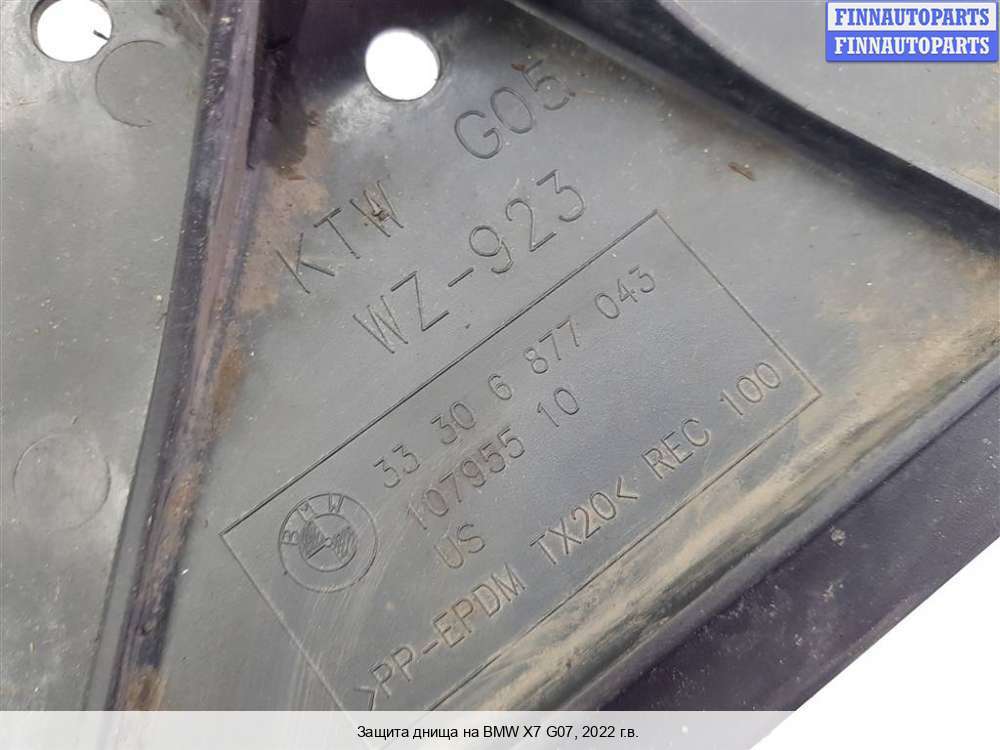 FINNAUTOPARTS
FINNAUTOPARTS
KTW G05
WZ-923
33 30 6 877 043
107955 10
US
>PP-EPDM TX20< REC 100
BMW
Защита днища на BMW X7 G07, 2022 г.в.